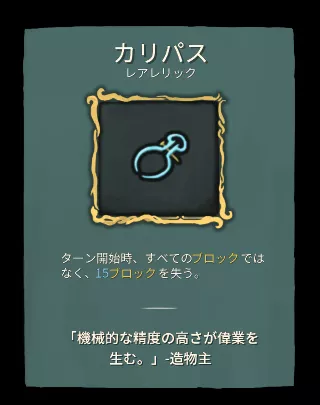 カリパス
レアレリック
ターン開始時、すべてのブロックでは
なく、15ブロックを失う。
「機械的な精度の高さが偉業を
生む。」-造物主